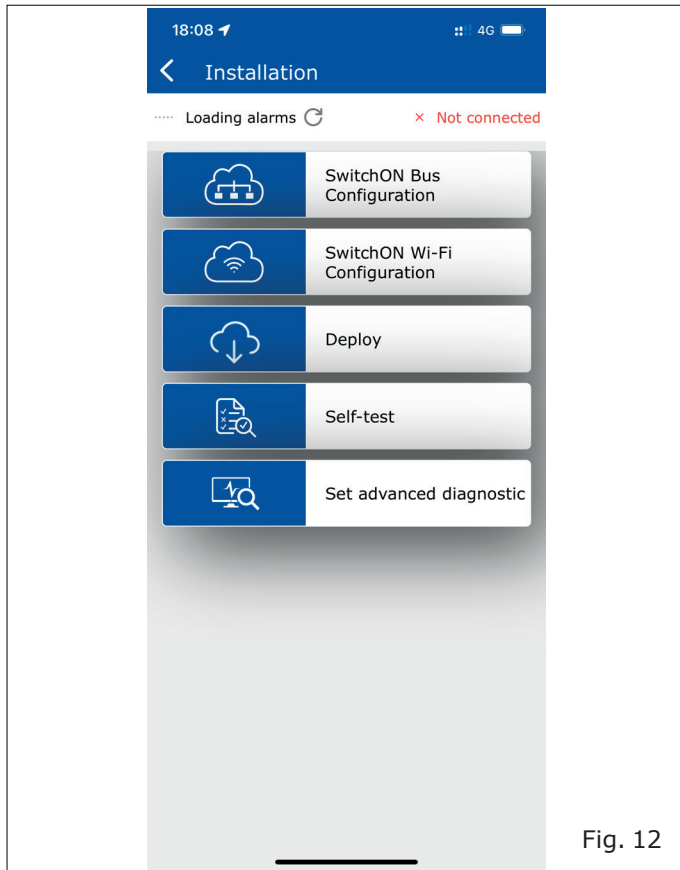 18:08
4G
Installation
Loading alarms
× Not connected
SwitchON Bus
Configuration
SwitchON Wi-Fi
Configuration
Deploy
Self-test
Set advanced diagnostic
Fig. 12